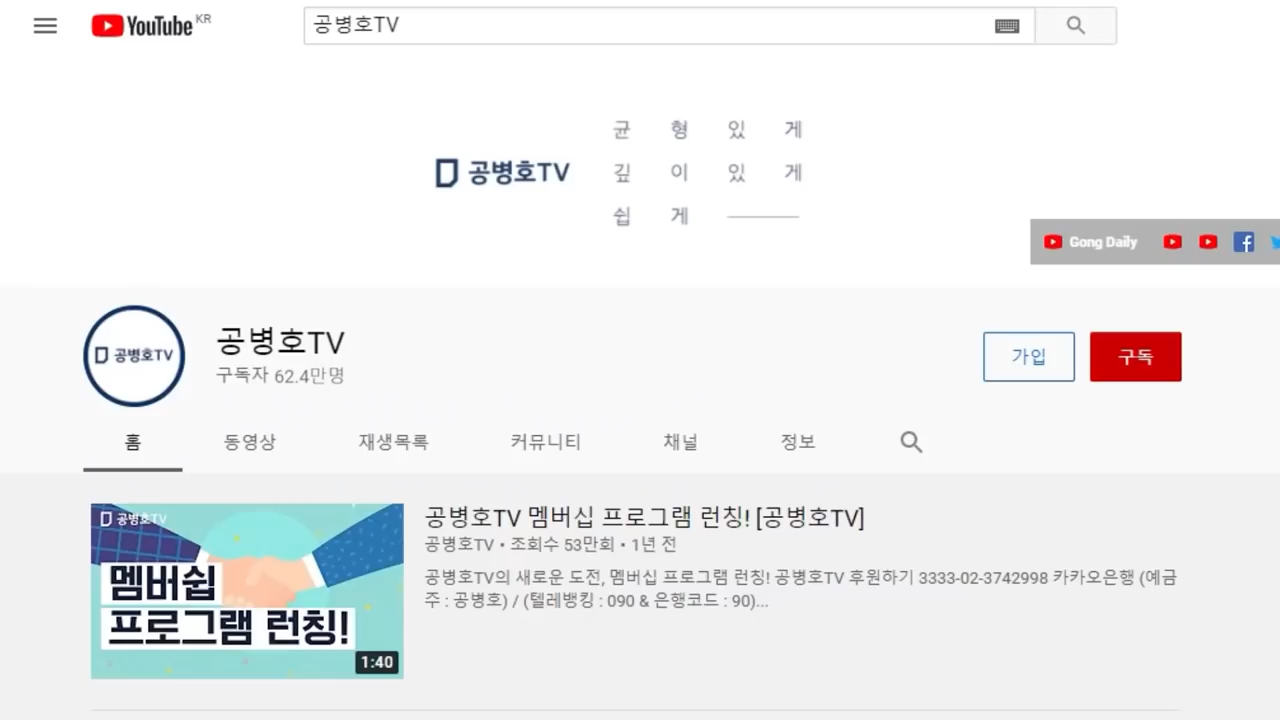 YouTube KR
공병호TV
공병호TV
균 형 있 게
깊 이 있 게
쉽 게
Gong Daily
공병호TV
공병호TV
구독자 62.4만명
가입
구독
홈 동영상 재생목록 커뮤니티 채널 정보
공병호TV
멤버쉽
프로그램 런칭!
1:40
공병호TV 멤버십 프로그램 런칭! [공병호TV]
공병호TV • 조회수 53만회 • 1년 전
공병호TV의 새로운 도전, 멤버십 프로그램 런칭! 공병호TV 후원하기 3333-02-3742998 카카오은행 (예금
주 : 공병호) / (텔레뱅킹 : 090 & 은행코드 : 90)...